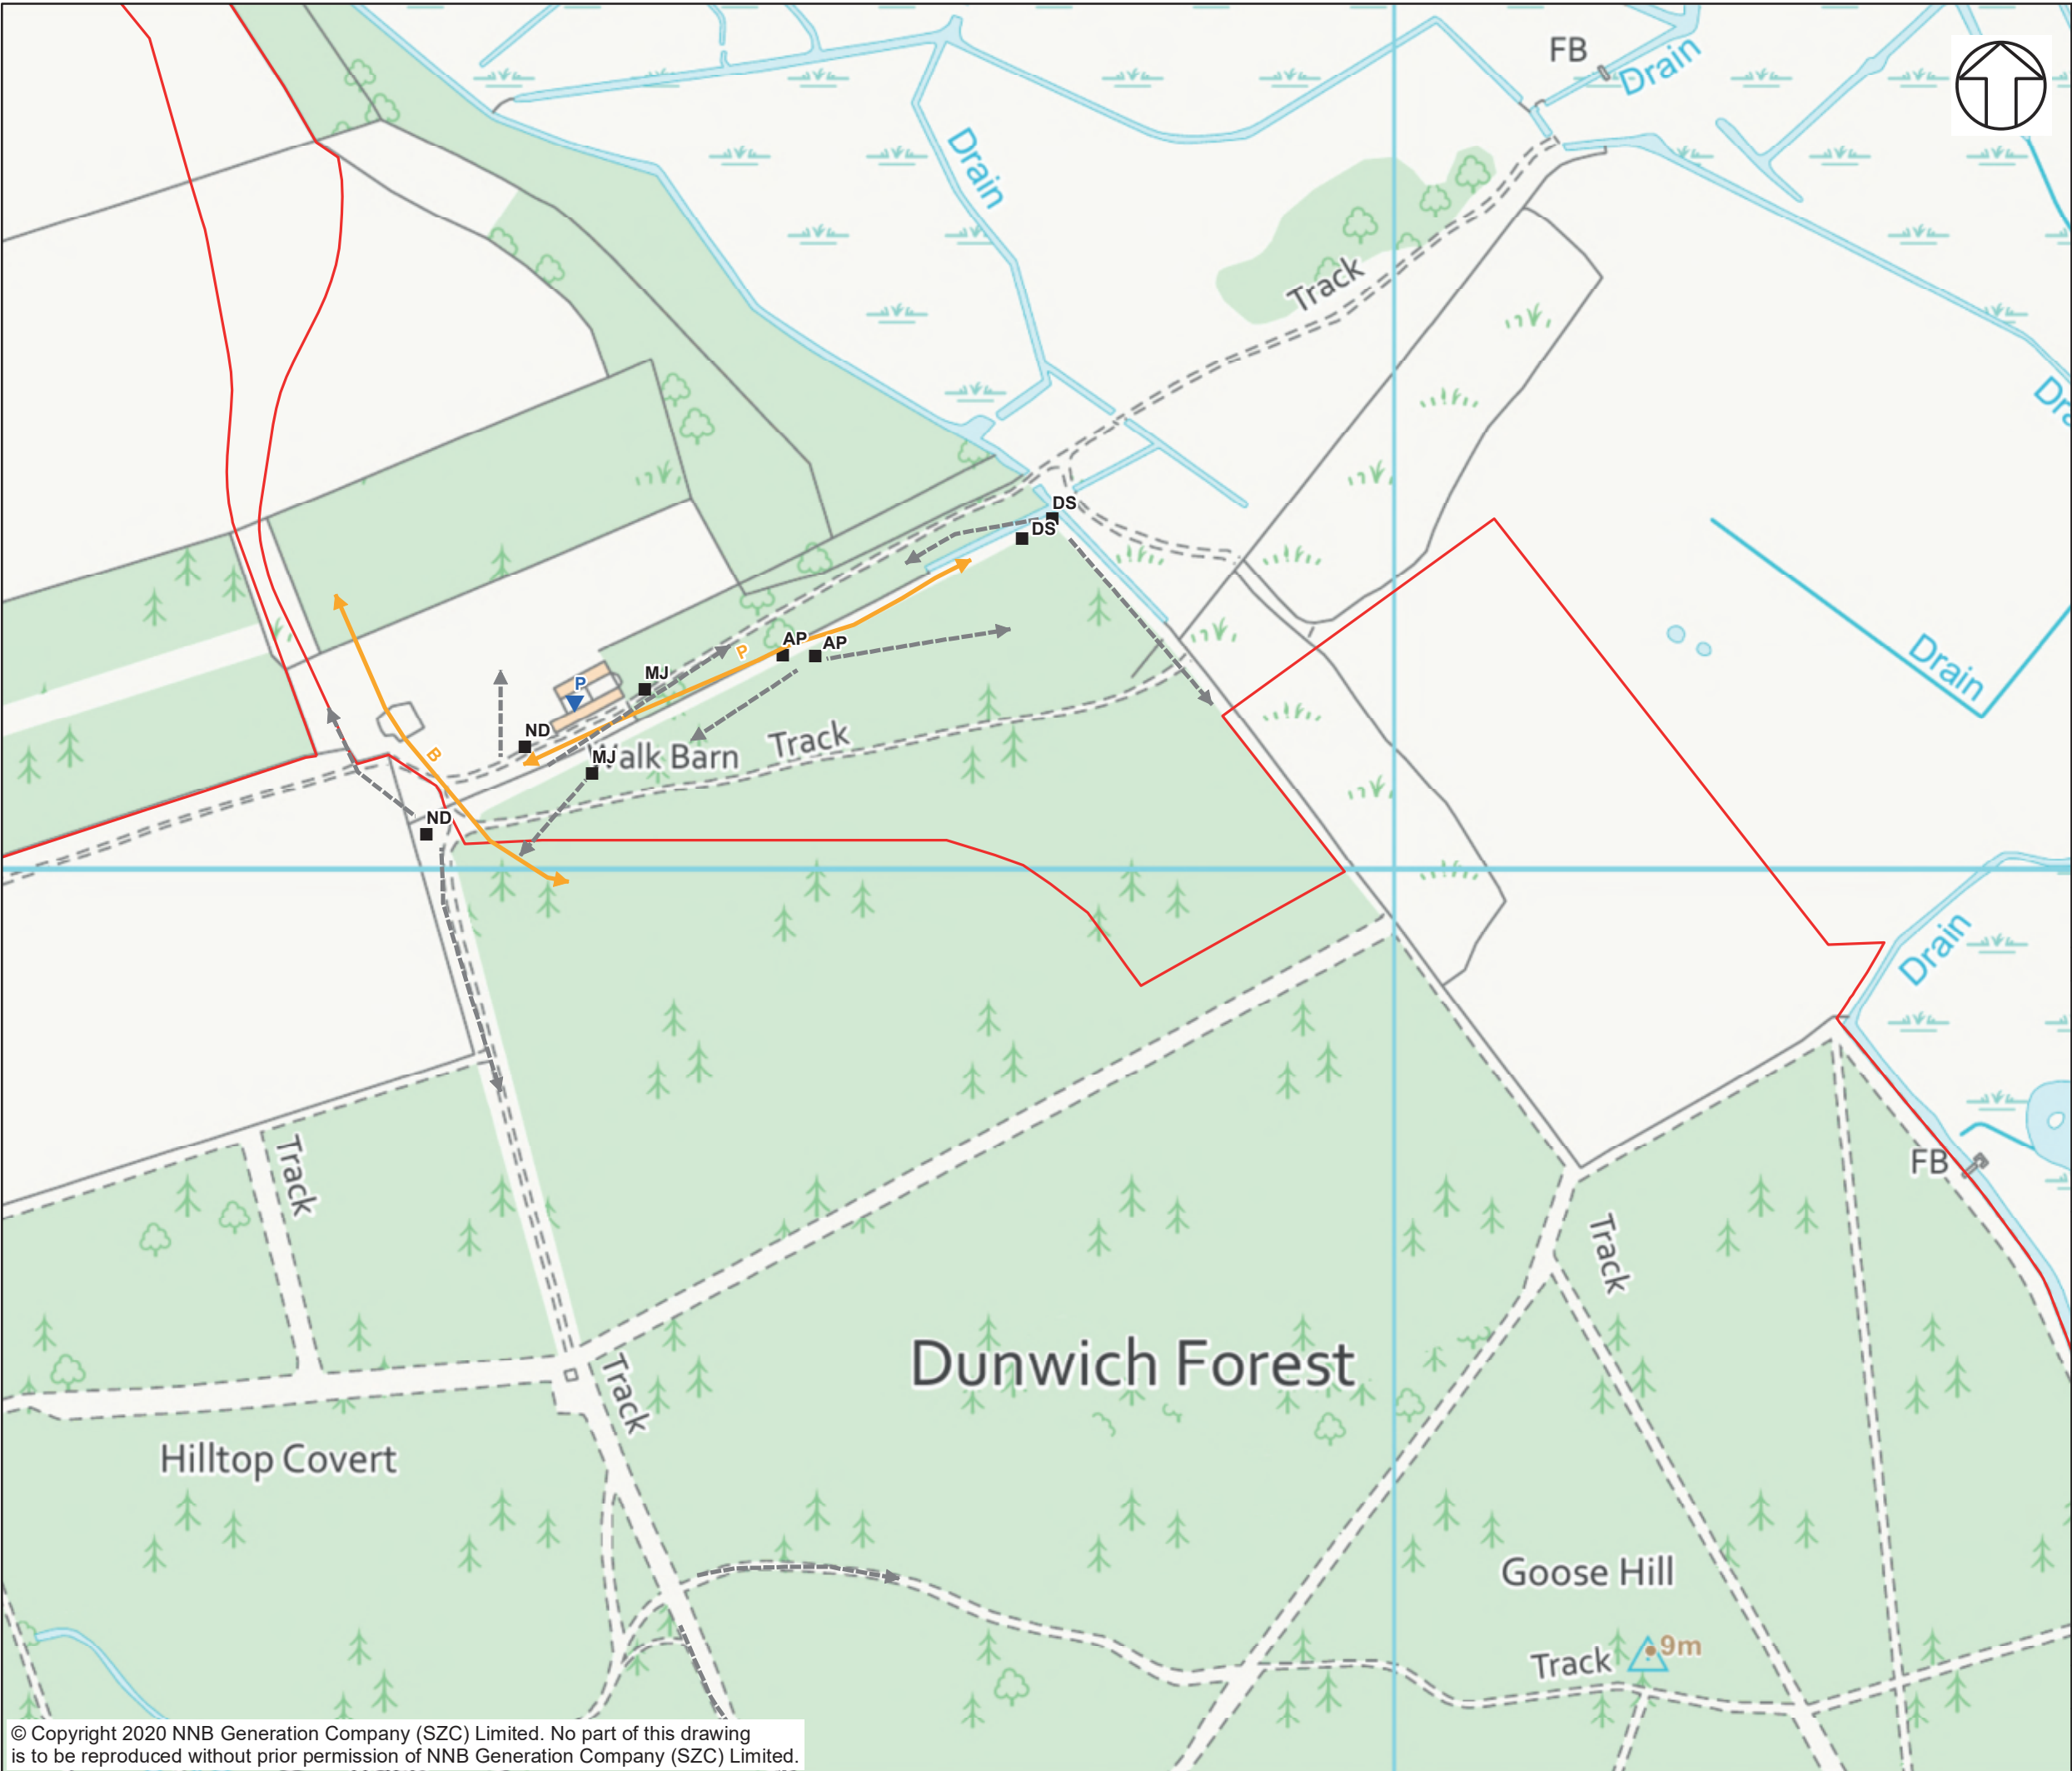 FB
Drain
Drain
Track
Drain
DS
DS
AP
AP
P
MJ
P
ND
MJ
alk Barn
Track
B
ND
Drain
Track
FB
Track
Dunwich Forest
Track
Hilltop Covert
Goose Hill
Track
9m
© Copyright 2020 NNB Generation Company (SZC) Limited. No part of this drawing
is to be reproduced without prior permission of NNB Generation Company (SZC) Limited.